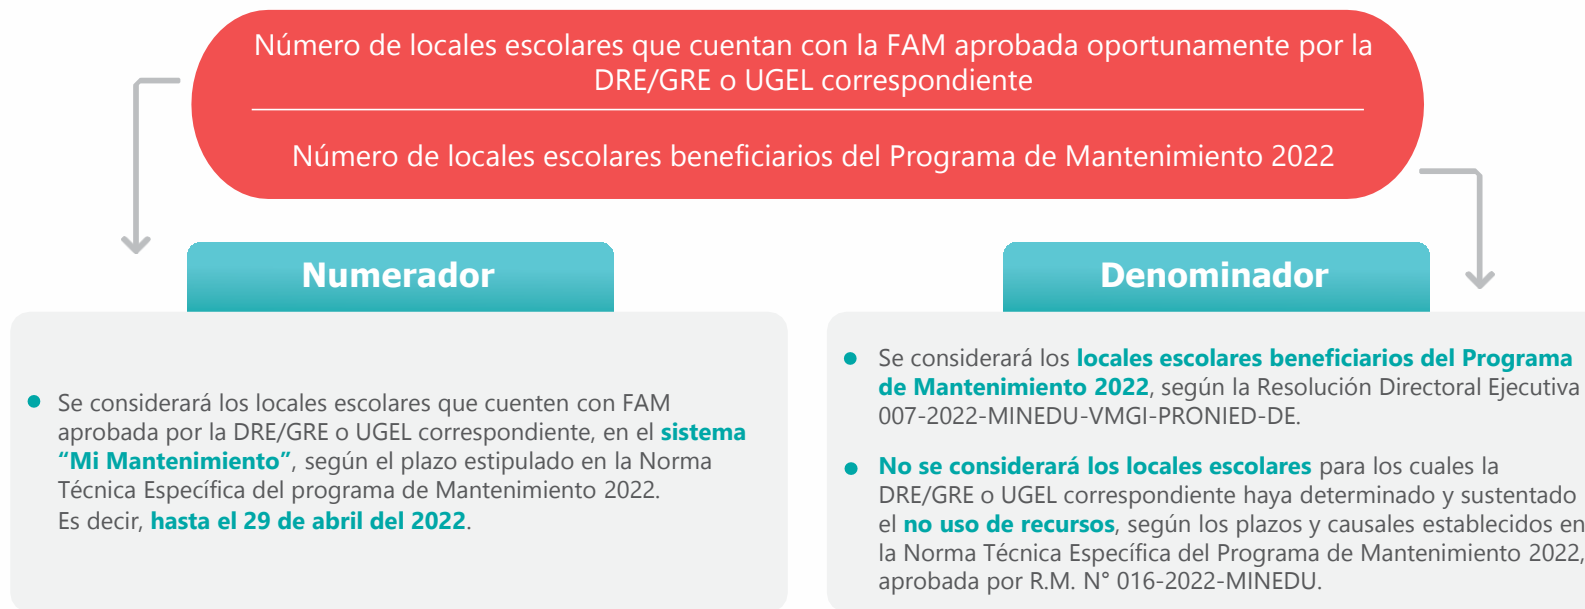 Número de locales escolares que cuentan con la FAM aprobada oportunamente por la
DRE/GRE o UGEL correspondiente
Número de locales escolares beneficiarios del Programa de Mantenimiento 2022
Numerador
Se considerará los locales escolares que cuenten con FAM
aprobada por la DRE/GRE o UGEL correspondiente, en el sistema
“Mi Mantenimiento”, según el plazo estipulado en la Norma
Técnica Específica del programa de Mantenimiento 2022.
Es decir, hasta el 29 de abril del 2022.
Denominador
Se considerará los locales escolares beneficiarios del Programa
de Mantenimiento 2022, según la Resolución Directoral Ejecutiva
007-2022-MINEDU-VMGI-PRONIED-DE.
No se considerará los locales escolares para los cuales la
DRE/GRE o UGEL correspondiente haya determinado y sustentado
el no uso de recursos, según los plazos y causales establecidos en
la Norma Técnica Específica del Programa de Mantenimiento 2022,
aprobada por R.M. N° 016-2022-MINEDU.